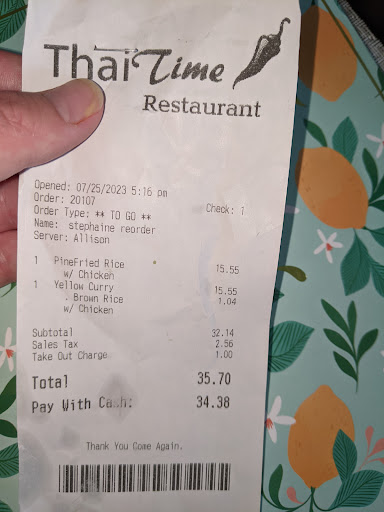 Thai Time
Restaurant
Opened: 07/25/2023 5:16 pm
Order: 20107 Check: 1
Order Type: ** TO GO **
Name: stephaine reorder
Server: Allison
1 PineFried Rice 15.55
w/ Chicken
1 Yellow Curry 15.55
. Brown Rice 1.04
w/ Chicken
Subtotal 32.14
Sales Tax 2.56
Take Out Charge 1.00
Total 35.70
Pay With Cash: 34.38
Thank You Come Again.